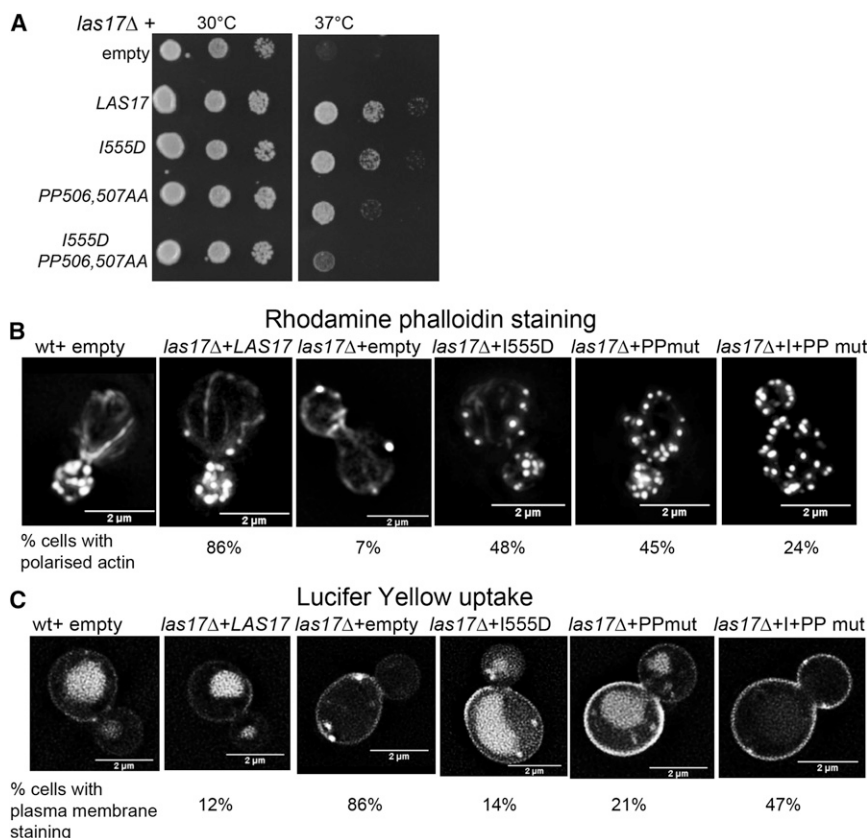 A
las17Δ +
30°C
37°C
empty
LAS17
I555D
PP506,507AA
I555D
PP506,507AA
B
Rhodamine phalloidin staining
wt+ empty
las17Δ+LAS17
las17Δ+empty
las17Δ+I555D
las17Δ+PPmut
las17Δ+I+PP mut
2 µm
2 µm
2 µm
2 µm
2 µm
2 µm
% cells with
polarised actin
86%
7%
48%
45%
24%
C
Lucifer Yellow uptake
wt+ empty
las17Δ+LAS17
las17Δ+empty
las17Δ+I555D
las17Δ+PPmut
las17Δ+I+PP mut
2 µm
2 µm
2 µm
2 µm
2 µm
2 µm
% cells with
plasma membrane
staining
12%
86%
14%
21%
47%